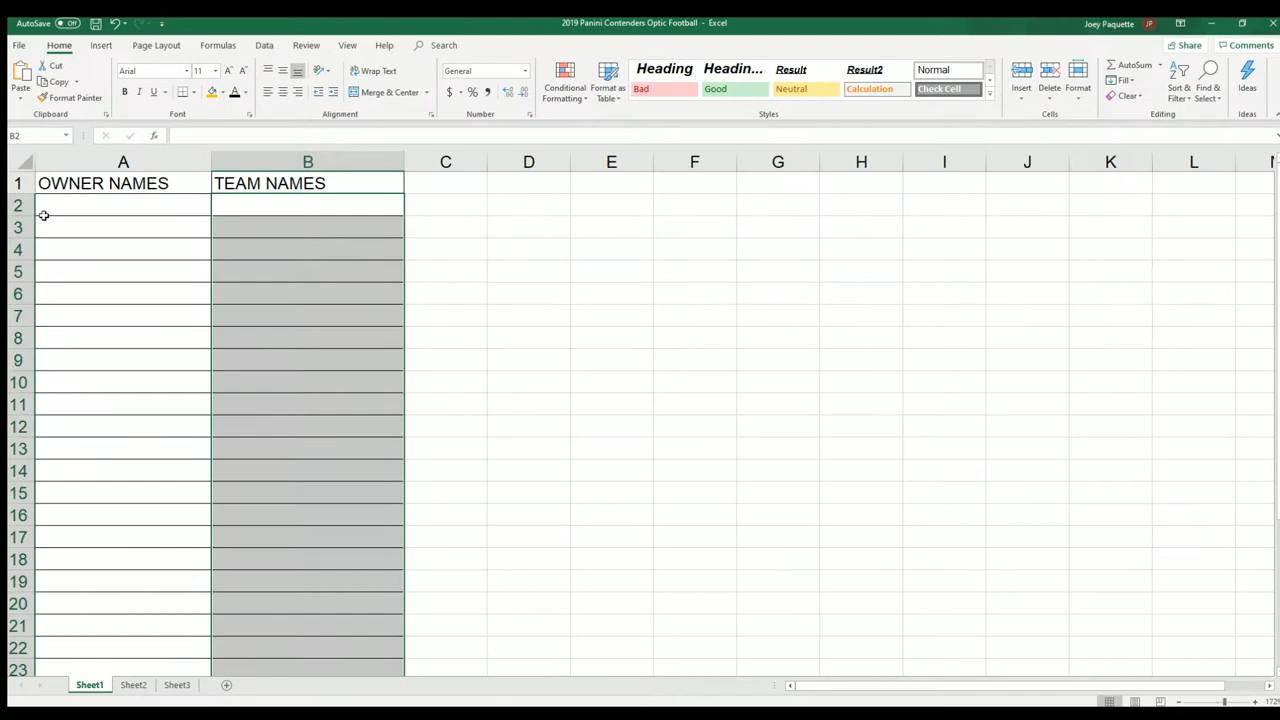 AutoSave Off 2019 Panini Contenders Optic Football - Excel Joey Paquette JP
File Home Insert Page Layout Formulas Data Review View Help Search Share Comments
Paste Cut Copy Format Painter Clipboard
Arial 11 A A B I U A Font
Wrap Text Merge & Center Alignment
General $ % , Number
Conditional Formatting Format as Table
Heading Headin... Result Result2 Normal
Bad Good Neutral Calculation Check Cell
Styles
Insert Delete Format Cells
AutoSum Fill Clear Sort & Filter Find & Select Editing
Ideas Ideas
B2 fx
A B C D E F G H I J K L
1 OWNER NAMES TEAM NAMES
2
3
4
5
6
7
8
9
10
11
12
13
14
15
16
17
18
19
20
21
22
23
Sheet1 Sheet2 Sheet3